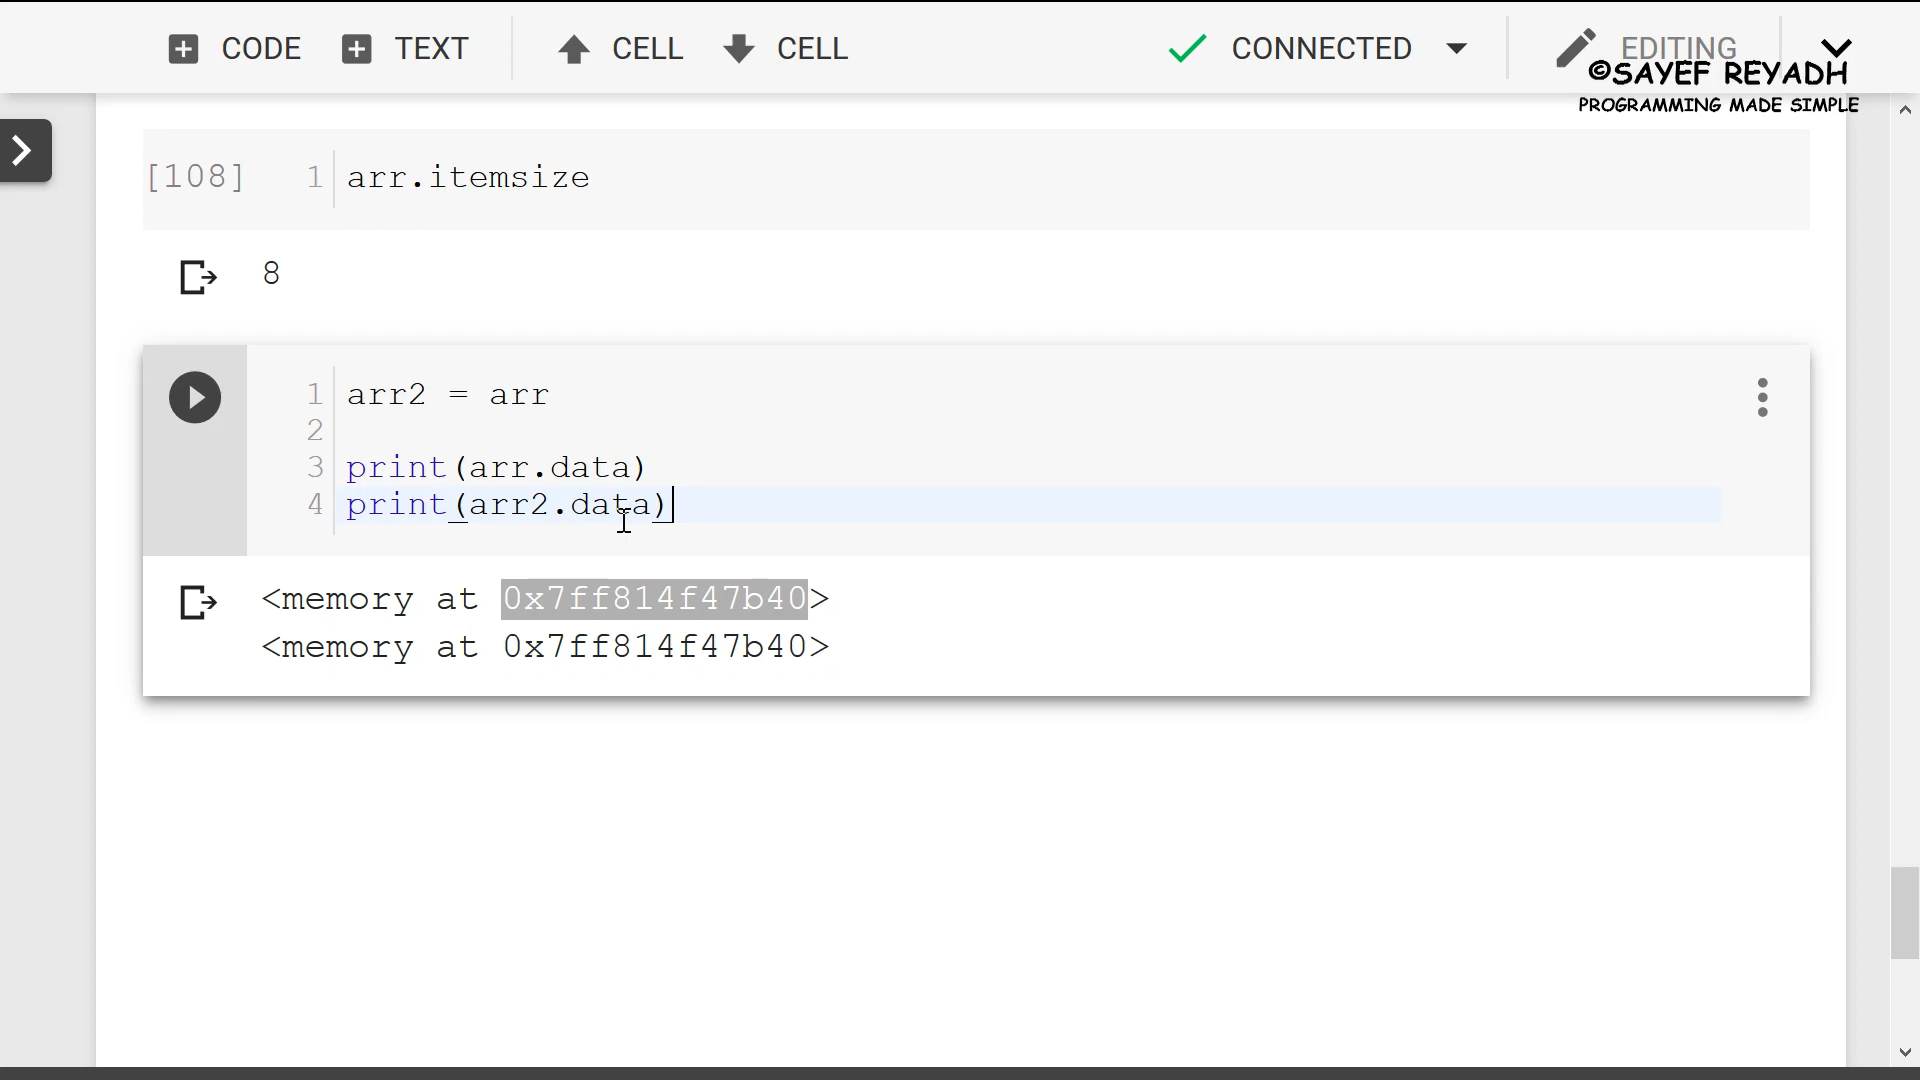 CODE TEXT CELL CELL CONNECTED EDITING
©SAYEF REYADH
PROGRAMMING MADE SIMPLE
[108] 1 arr.itemsize
8
1 arr2 = arr
2
3 print(arr.data)
4 print(arr2.data)
<memory at 0x7ff814f47b40>
<memory at 0x7ff814f47b40>